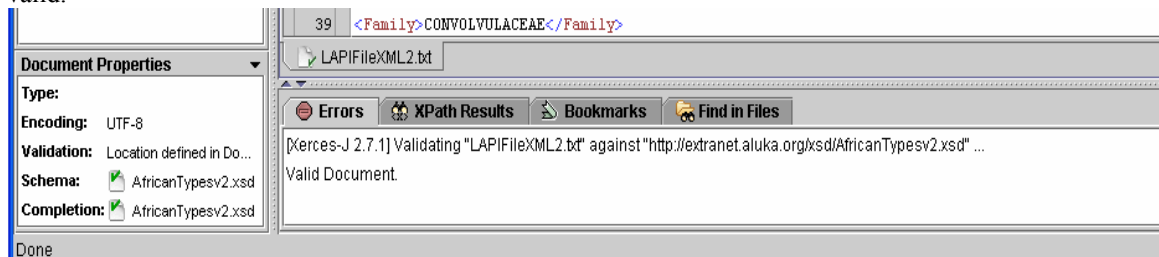 39 <Family>CONVOLVULACEAE</Family>
LAPIFileXML2.txt
Document Properties
Type:
Encoding: UTF-8
Validation: Location defined in Do...
Schema: AfricanTypesv2.xsd
Completion: AfricanTypesv2.xsd
Errors XPath Results Bookmarks Find in Files
[Xerces-J 2.7.1] Validating "LAPIFileXML2.txt" against "http://extranet.aluka.org/xsd/AfricanTypesv2.xsd" ...
Valid Document.
Done